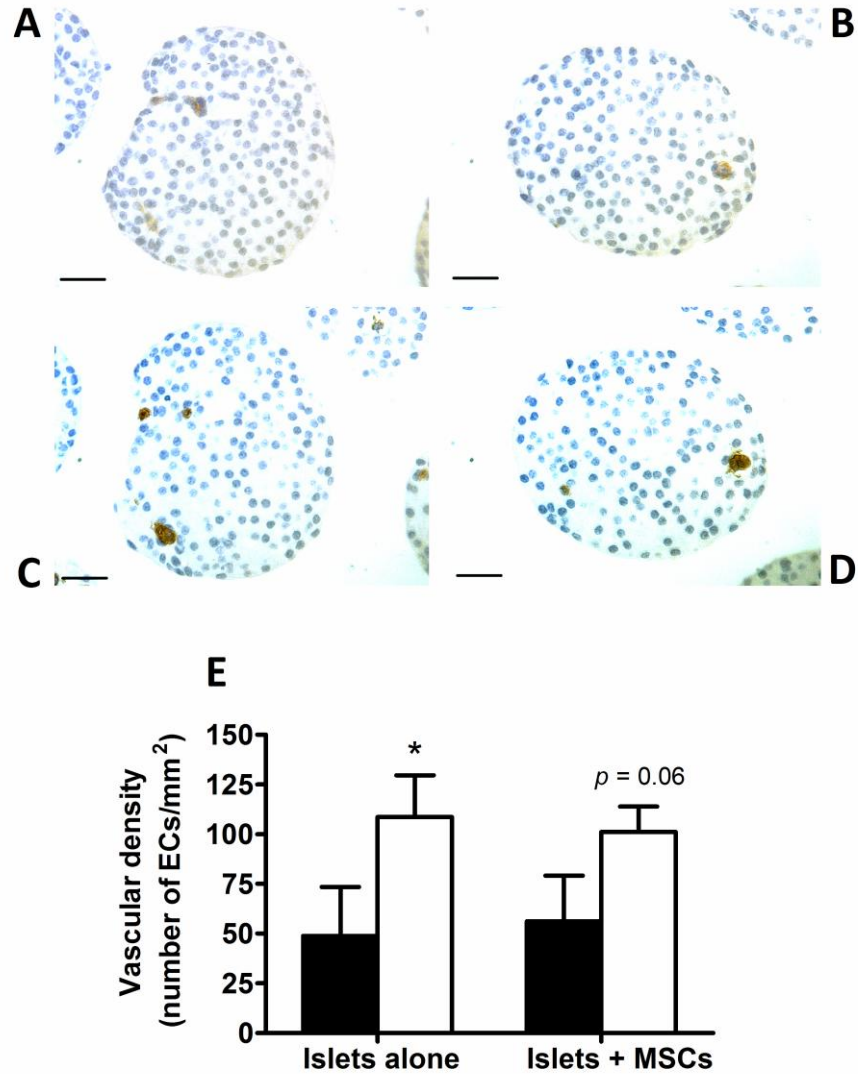 A
B
C
D
E
Vascular density
(number of ECs/mm²)
150
125
100
75
50
25
0
*
p = 0.06
Islets alone
Islets + MSCs